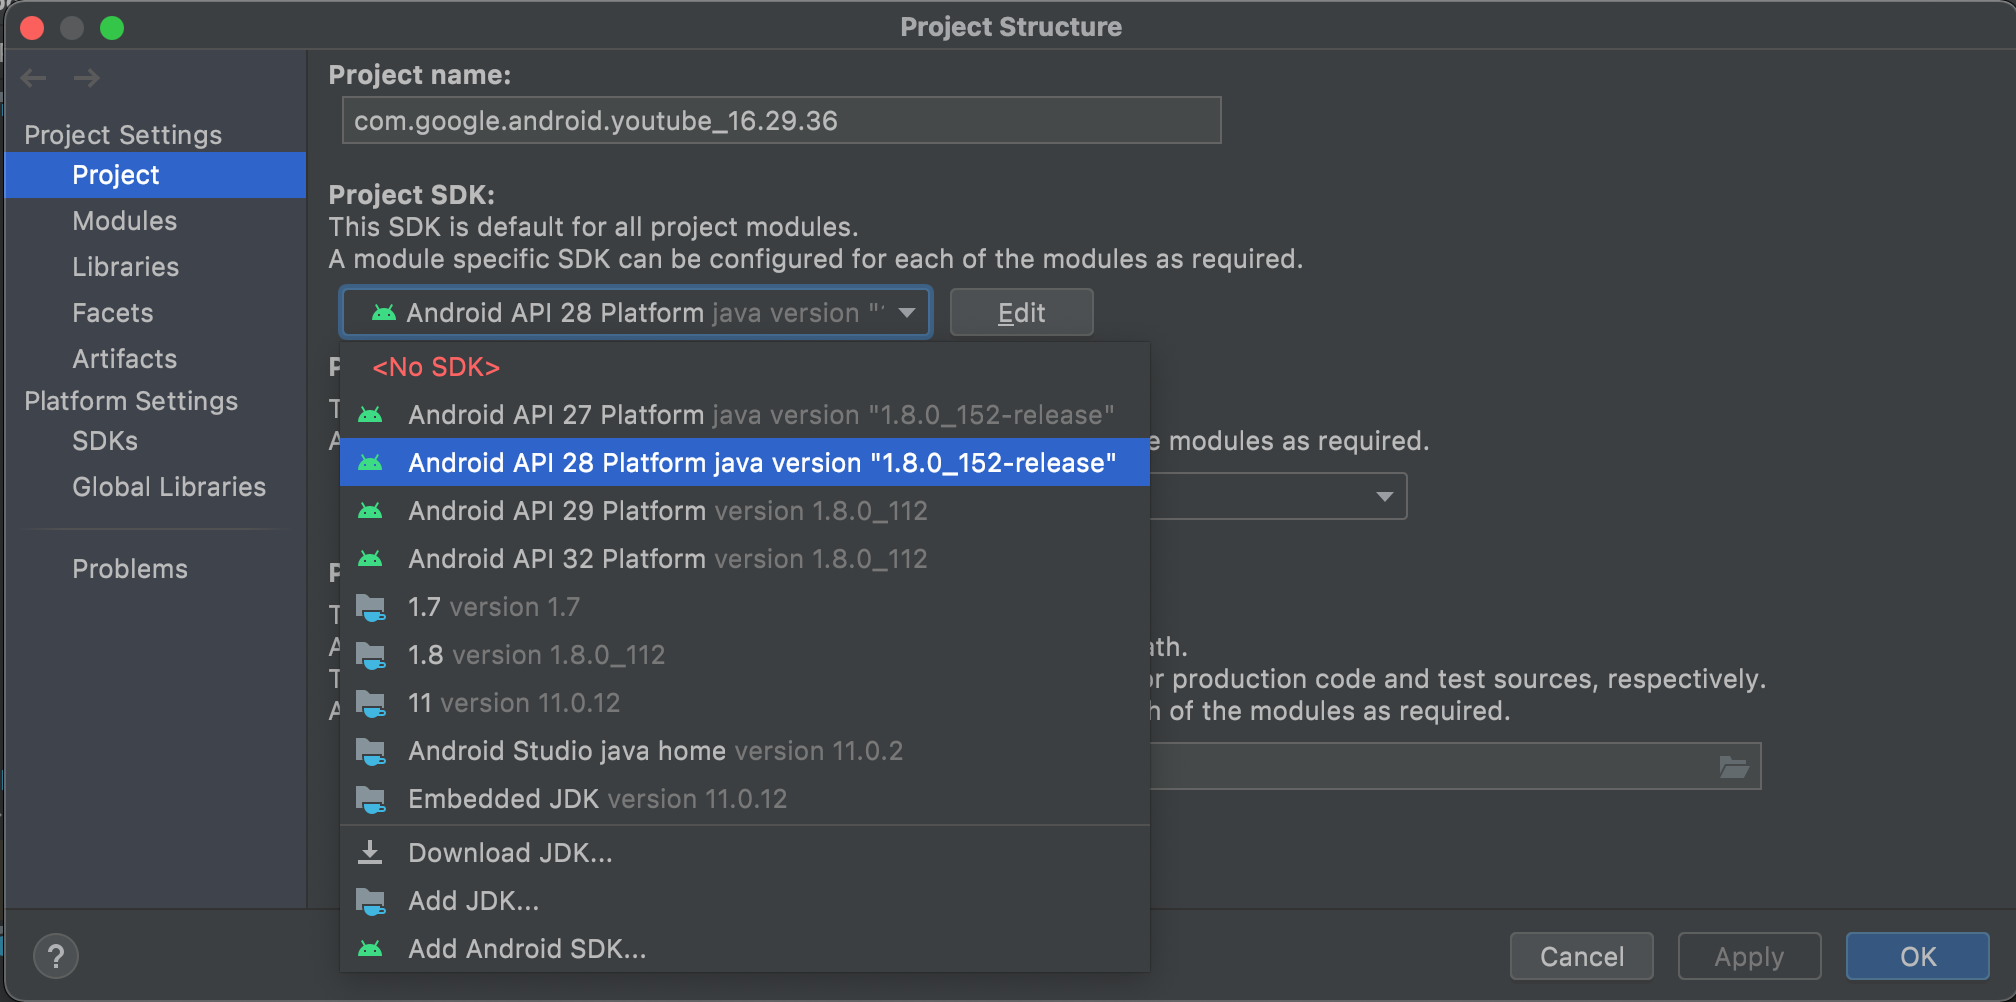 Project Structure
Project name:
com.google.android.youtube_16.29.36
Project Settings
Project
Modules
Libraries
Facets
Artifacts
Platform Settings
SDKs
Global Libraries
Problems
Project SDK:
This SDK is default for all project modules.
A module specific SDK can be configured for each of the modules as required.
Android API 28 Platform java version "
Edit
<No SDK>
Android API 27 Platform java version "1.8.0_152-release"
Android API 28 Platform java version "1.8.0_152-release"
e modules as required.
Android API 29 Platform version 1.8.0_112
Android API 32 Platform version 1.8.0_112
1.7 version 1.7
1.8 version 1.8.0_112
ath.
r production code and test sources, respectively.
11 version 11.0.12
h of the modules as required.
Android Studio java home version 11.0.2
Embedded JDK version 11.0.12
Download JDK...
Add JDK...
Add Android SDK...
?
Cancel
Apply
OK